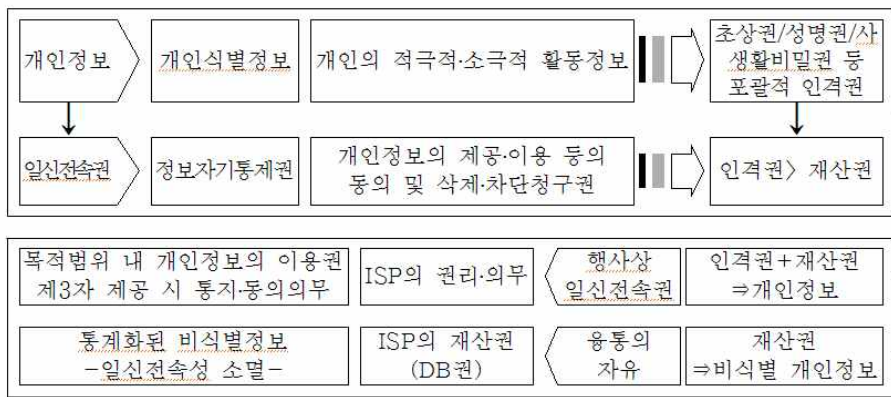 개인정보
개인식별정보
개인의 적극적·소극적 활동정보
초상권/성명권/사
생활비밀권 등
포괄적 인격권
일신전속권
정보자기통제권
개인정보의 제공·이용 등의
동의 및 삭제·차단청구권
인격권> 재산권
목적범위 내 개인정보의 이용권
제3자 제공 시 통지·동의의무
ISP의 권리·의무
행사상
일신전속권
인격권+재산권
⇒개인정보
통계화된 비식별정보
-일신전속성 소멸-
ISP의 재산권
(DB권)
융통의
자유
재산권
⇒비식별 개인정보